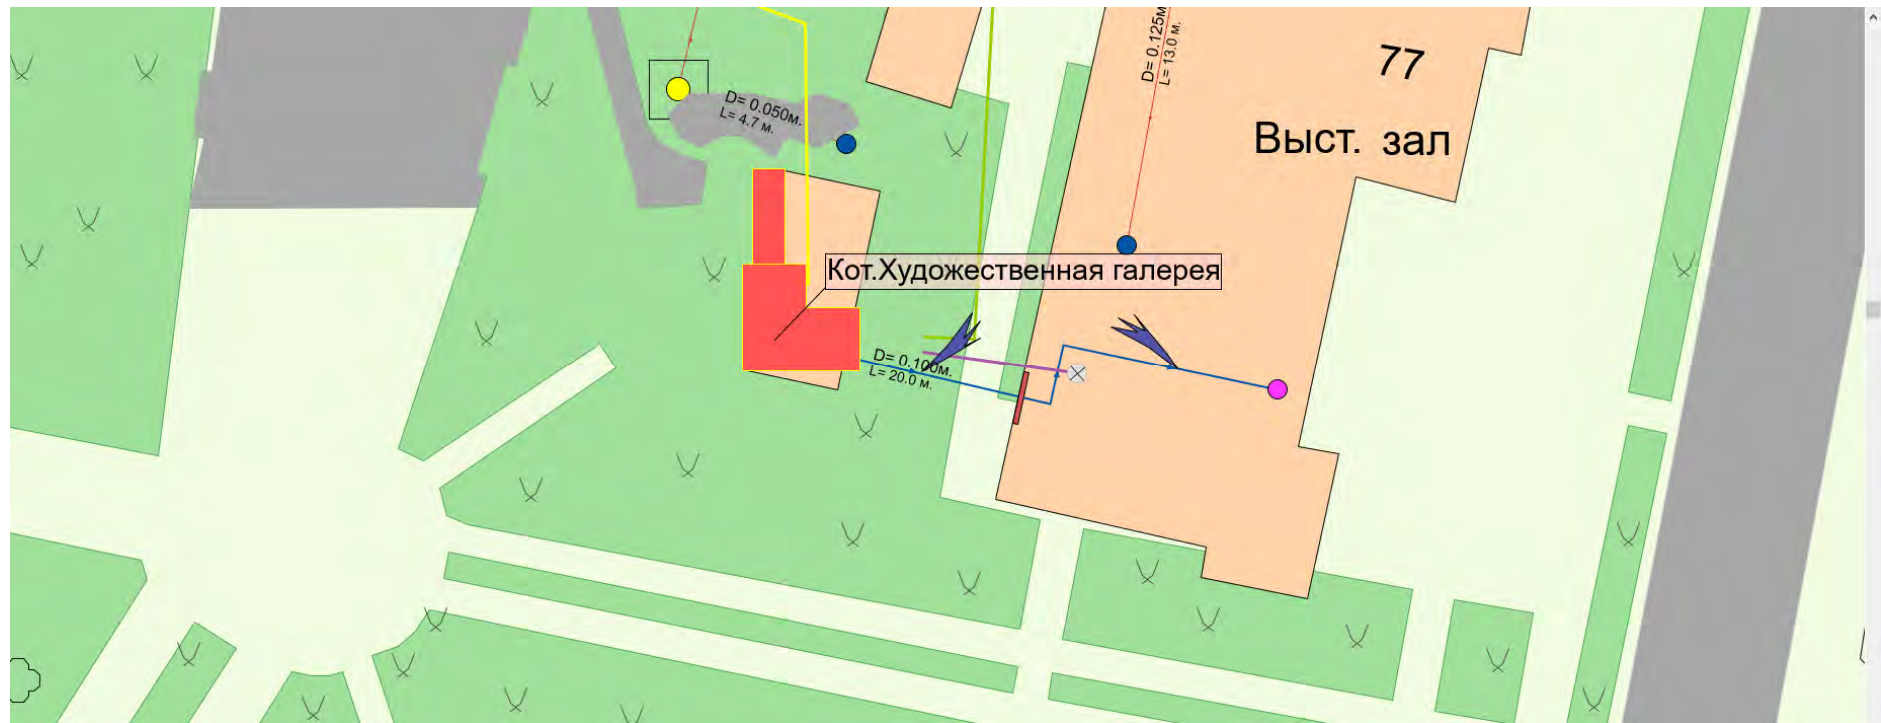 D= 0.125м
L= 13.0 м.
77
D= 0.050м.
L= 4.7 м.
Выст. зал
Кот.Художественная галерея
D= 0.100м.
L= 20.0 м.